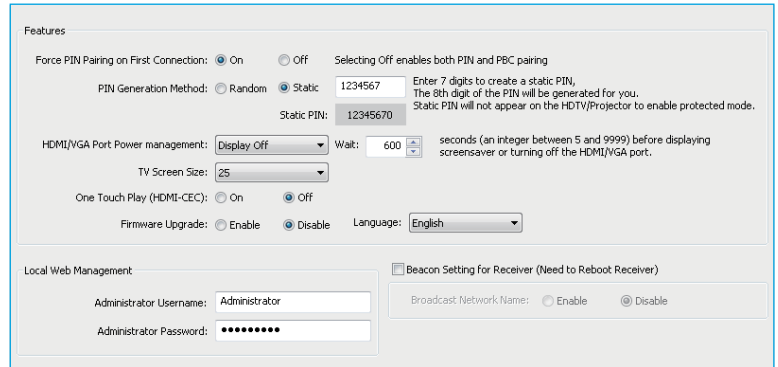 Features
Force PIN Pairing on First Connection: On Off Selecting Off enables both PIN and PBC pairing
PIN Generation Method: Random Static 1234567 Enter 7 digits to create a static PIN,
The 8th digit of the PIN will be generated for you.
Static PIN will not appear on the HDTV/Projector to enable protected mode.
Static PIN: 12345670
HDMI/VGA Port Power management: Display Off Wait: 600 seconds (an integer between 5 and 9999) before displaying
screensaver or turning off the HDMI/VGA port.
TV Screen Size: 25
One Touch Play (HDMI-CEC): On Off
Firmware Upgrade: Enable Disable Language: English
Local Web Management
Administrator Username: Administrator
Administrator Password: •••••••••
Beacon Setting for Receiver (Need to Reboot Receiver)
Broadcast Network Name: Enable Disable